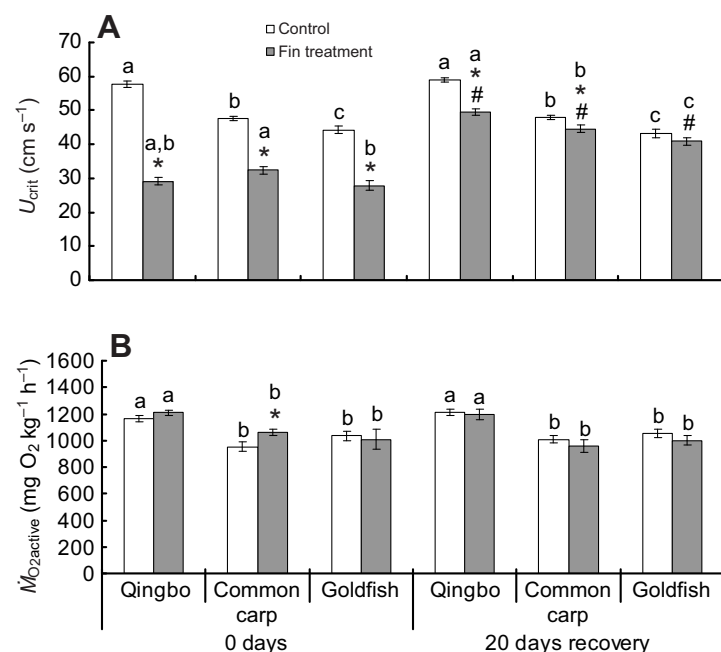 A
Control
Fin treatment
U crit (cm s⁻¹)
70
60
50
40
30
20
10
0
a
a,b
*
b
a
*
c
b
*
a
a
*
#
b
b
*
#
c
c
#
B
ṀO2active (mg O2 kg⁻¹ h⁻¹)
1600
1400
1200
1000
800
600
400
200
0
a a
b
b
*
b b
a a
b b
b b
Qingbo Common carp Goldfish Qingbo Common carp Goldfish
0 days 20 days recovery